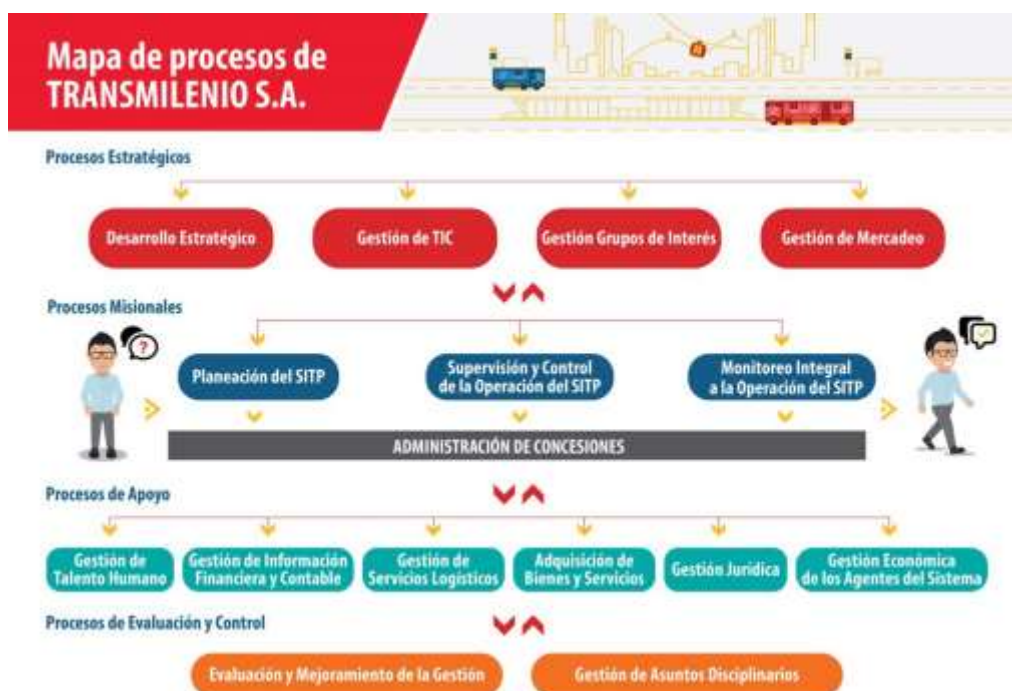 Mapa de procesos de
TRANSMILENIO S.A.
Procesos Estratégicos
Desarrollo Estratégico
Gestión de TIC
Gestión Grupos de Interés
Gestión de Mercadeo
Procesos Misionales
?
Planeación del SITP
Supervisión y Control
de la Operación del SITP
Monitoreo Integral
a la Operación del SITP
ADMINISTRACIÓN DE CONCESIONES
Procesos de Apoyo
Gestión de
Talento Humano
Gestión de Información
Financiera y Contable
Gestión de
Servicios Logísticos
Adquisición de
Bienes y Servicios
Gestión Jurídica
Gestión Económica
de los Agentes del Sistema
Procesos de Evaluación y Control
Evaluación y Mejoramiento de la Gestión
Gestión de Asuntos Disciplinarios